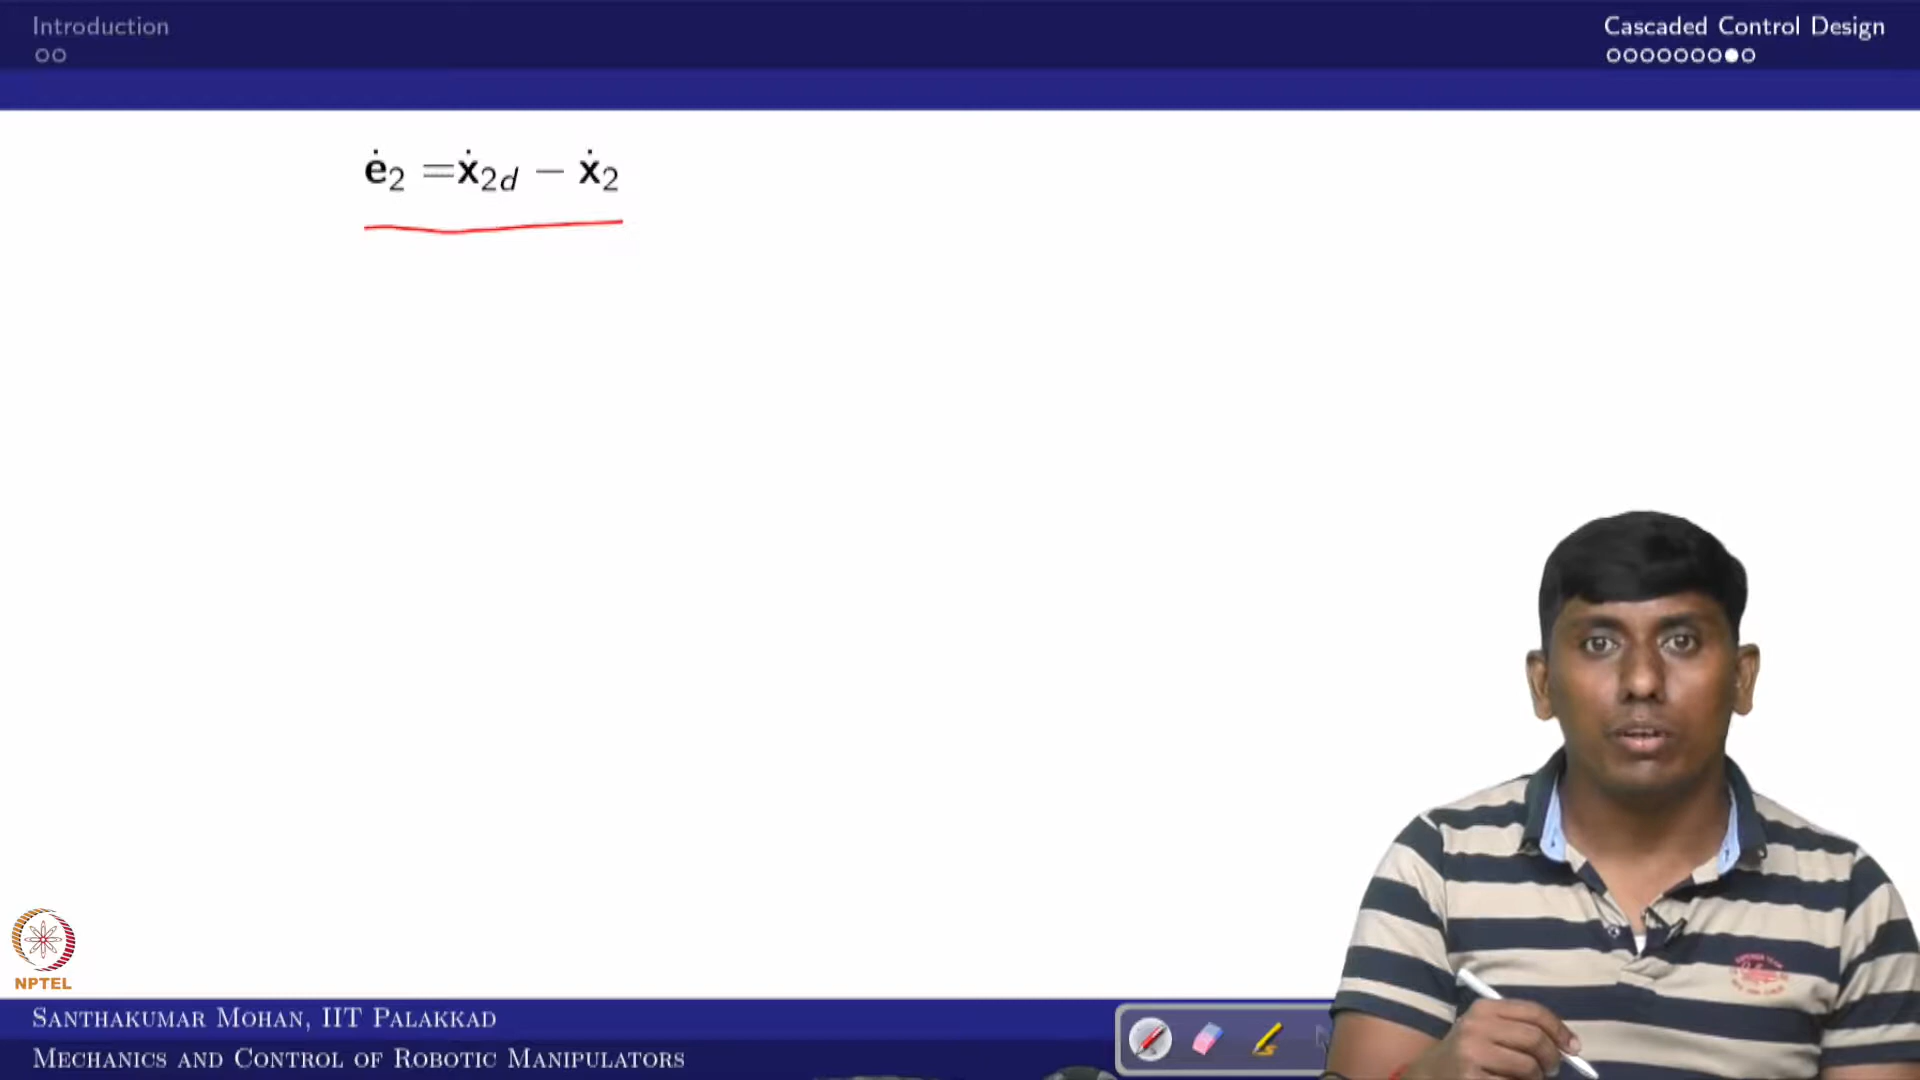 Introduction
Cascaded Control Design
ė₂ = ẋ₂d − ẋ₂
NPTEL
Santhakumar Mohan, IIT Palakkad
Mechanics and Control of Robotic Manipulators